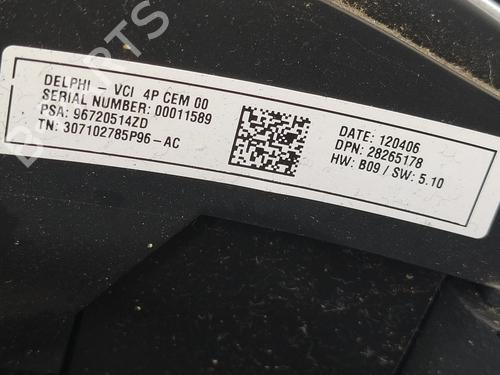 DELPHI - VCI 4P CEM 00
SERIAL NUMBER: 00011589
PSA: 96720514ZD
TN: 307102785P96-AC
DATE: 120406
DPN: 28265178
HW: B09 / SW: 5.10
B-PARTS